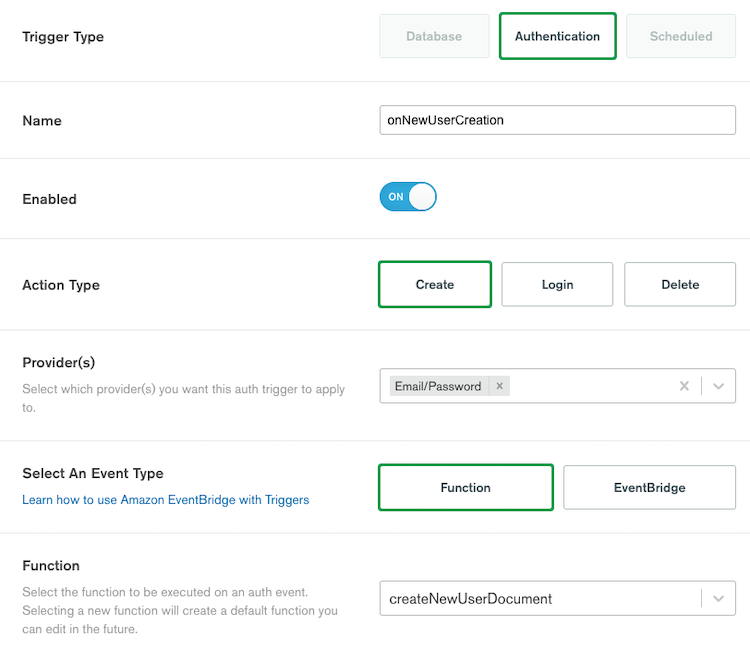 Trigger Type
Database
Authentication
Scheduled
Name
onNewUserCreation
Enabled
ON
Action Type
Create
Login
Delete
Provider(s)
Select which provider(s) you want this auth trigger to apply
to.
Email/Password
Select An Event Type
Learn how to use Amazon EventBridge with Triggers
Function
EventBridge
Function
Select the function to be executed on an auth event.
Selecting a new function will create a default function you
can edit in the future.
createNewUserDocument